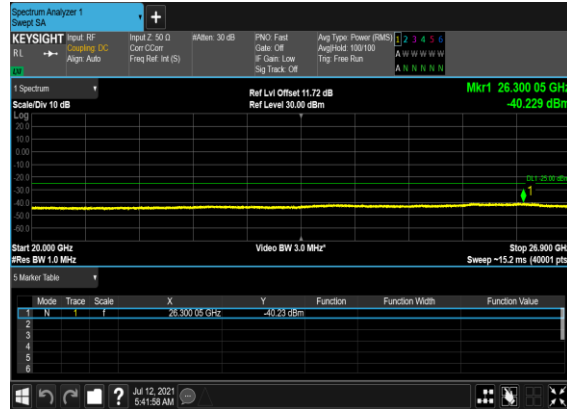 Spectrum Analyzer 1
Swept SA
+
KEYSIGHT Input: RF Input Z: 50 Ω #Atten: 30 dB PNO: Fast Avg Type: Power (RMS) 1 2 3 4 5 6
RL Coupling: DC Corr CCorr Gate: Off Avg|Hold: 100/100 A W W W W W
Align: Auto Freq Ref: Int (S) IF Gain: Low Trig: Free Run
Sig Track: Off A N N N N N
1 Spectrum Ref Lvl Offset 11.72 dB Mkr1 26.300 05 GHz
Scale/Div 10 dB Ref Level 30.00 dBm -40.229 dBm
Log
20.0
10.0
0.00
-10.0
-20.0
-30.0 DL1 -25.00 dBm
-40.0 1
-50.0
-60.0
Start 20.000 GHz Video BW 3.0 MHz* Stop 26.900 GHz
#Res BW 1.0 MHz Sweep ~15.2 ms (40001 pts)
5 Marker Table
Mode Trace Scale X Y Function Function Width Function Value
1 N 1 f 26.300 05 GHz -40.23 dBm
2
3
4
5
6
? Jul 12, 2021
5:41:58 AM